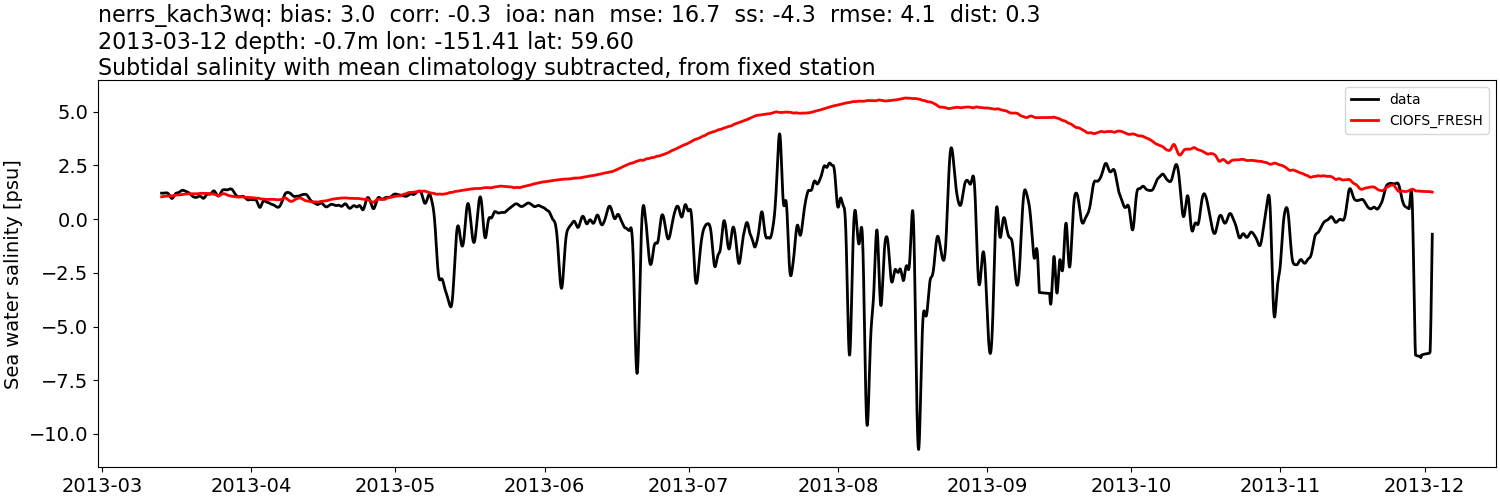 nerrs_kach3wq: bias: 3.0 corr: -0.3 ioa: nan mse: 16.7 ss: -4.3 rmse: 4.1 dist: 0.3
2013-03-12 depth: -0.7m lon: -151.41 lat: 59.60
Subtidal salinity with mean climatology subtracted, from fixed station
data
CIOFS_FRESH
Sea water salinity [psu]
5.0
2.5
0.0
−2.5
−5.0
−7.5
−10.0
2013-03 2013-04 2013-05 2013-06 2013-07 2013-08 2013-09 2013-10 2013-11 2013-12